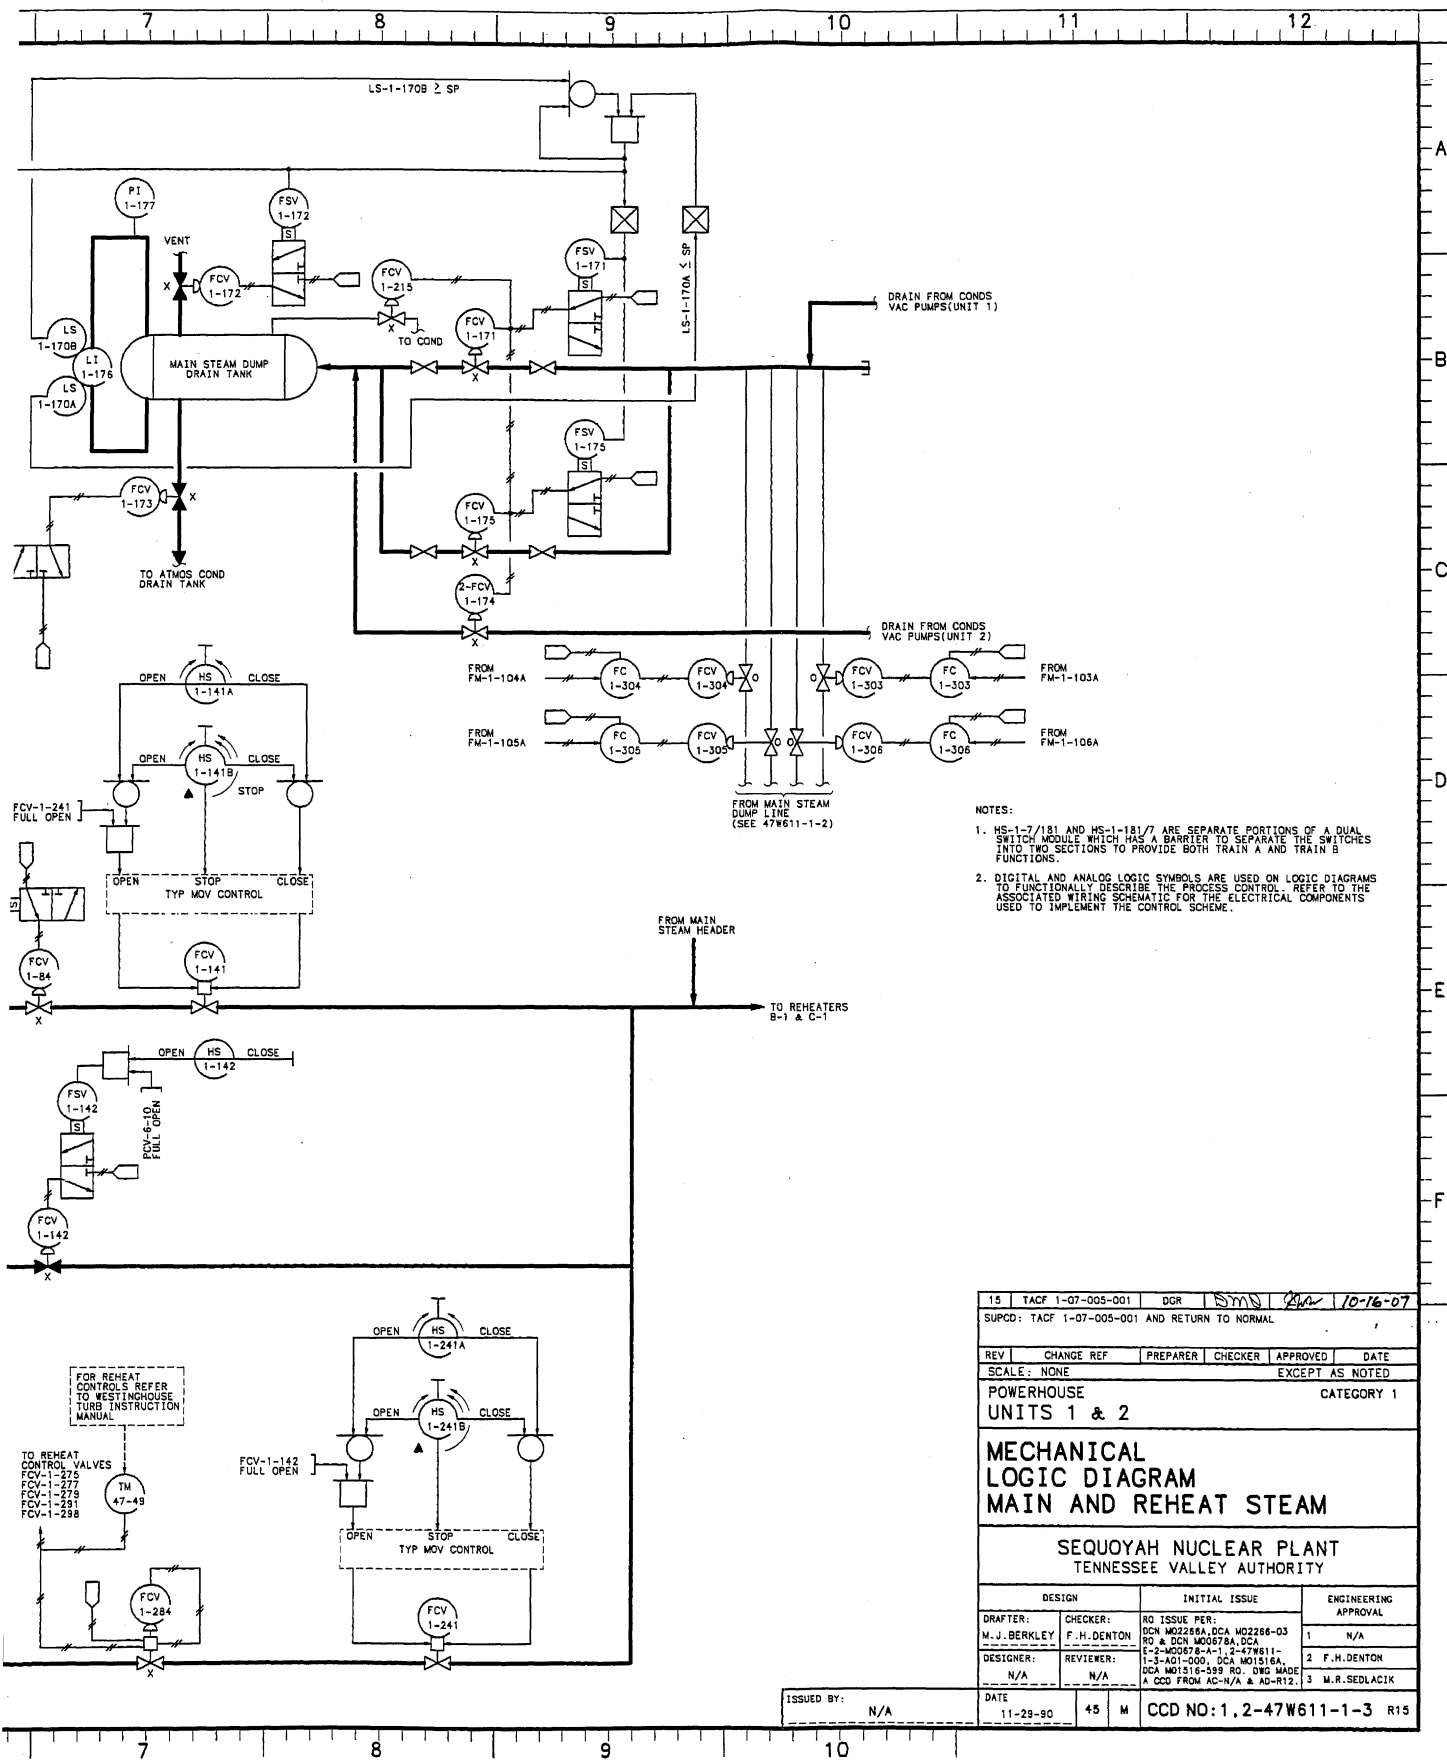 7 8 9 10 11 12
LS-1-170B ≥ SP
A
PI
1-177
FSV
1-172
S
VENT
FCV
1-172
FCV
1-215
FSV
1-171
S
LS-1-170A ≤ SP
DRAIN FROM CONDS
VAC PUMPS(UNIT 1)
LS
1-170B
FCV
1-171
X
TO COND
X
LI
1-176
MAIN STEAM DUMP
DRAIN TANK
B
LS
1-170A
X
FSV
1-175
S
FCV
1-173
X
FCV
1-175
X
TO ATMOS COND
DRAIN TANK
C
2-FCV
1-174
X
DRAIN FROM CONDS
VAC PUMPS(UNIT 2)
FROM
FM-1-104A
FC
1-304
FCV
1-304
O
O
FCV
1-303
FC
1-303
FROM
FM-1-103A
FROM
FM-1-105A
FC
1-305
FCV
1-305
O
O
FCV
1-306
FC
1-306
FROM
FM-1-106A
OPEN
HS
1-141A
CLOSE
OPEN
HS
1-141B
CLOSE
STOP
D
FCV-1-241
FULL OPEN
FROM MAIN STEAM
DUMP LINE
(SEE 47W611-1-2)
NOTES:
1. HS-1-7/181 AND HS-1-181/7 ARE SEPARATE PORTIONS OF A DUAL
SWITCH MODULE WHICH HAS A BARRIER TO SEPARATE THE SWITCHES
INTO TWO SECTIONS TO PROVIDE BOTH TRAIN A AND TRAIN B
FUNCTIONS.
2. DIGITAL AND ANALOG LOGIC SYMBOLS ARE USED ON LOGIC DIAGRAMS
TO FUNCTIONALLY DESCRIBE THE PROCESS CONTROL. REFER TO THE
ASSOCIATED WIRING SCHEMATIC FOR THE ELECTRICAL COMPONENTS
USED TO IMPLEMENT THE CONTROL SCHEME.
OPEN STOP CLOSE
TYP MOV CONTROL
S
FROM MAIN
STEAM HEADER
FCV
1-84
X
FCV
1-141
E
TO REHEATERS
B-1 & C-1
OPEN
HS
1-142
CLOSE
FSV
1-142
S
PCV-6-10
FULL OPEN
F
FCV
1-142
X
OPEN
HS
1-241A
CLOSE
OPEN
HS
1-241B
CLOSE
FOR REHEAT
CONTROLS REFER
TO WESTINGHOUSE
TURB INSTRUCTION
MANUAL
FCV-1-142
FULL OPEN
TO REHEAT
CONTROL VALVES
FCV-1-275
FCV-1-277
FCV-1-279
FCV-1-291
FCV-1-298
TM
47-49
OPEN STOP CLOSE
TYP MOV CONTROL
FCV
1-284
X
FCV
1-241
15 TACF 1-07-005-001 DGR 10-16-07
SUPCD: TACF 1-07-005-001 AND RETURN TO NORMAL
REV CHANGE REF PREPARER CHECKER APPROVED DATE
SCALE: NONE EXCEPT AS NOTED
POWERHOUSE CATEGORY 1
UNITS 1 & 2
MECHANICAL
LOGIC DIAGRAM
MAIN AND REHEAT STEAM
SEQUOYAH NUCLEAR PLANT
TENNESSEE VALLEY AUTHORITY
DESIGN
INITIAL ISSUE
ENGINEERING
APPROVAL
DRAFTER:
M.J.BERKLEY
CHECKER:
F.H.DENTON
DESIGNER:
N/A
REVIEWER:
N/A
RO ISSUE PER:
DCN M02266A,DCA M02266-03
RO & DCN M00678A,DCA
E-2-M00678-A-1,2-47W611-
1-3-A01-000, DCA M01516A,
DCA M01516-599 RO. DWG MADE
A CCD FROM AC-N/A & AD-R12.
1 N/A
2 F.H.DENTON
3 M.R.SEDLACIK
ISSUED BY:
N/A
DATE
11-29-90
45 M CCD NO:1,2-47W611-1-3 R15
7 8 9 10